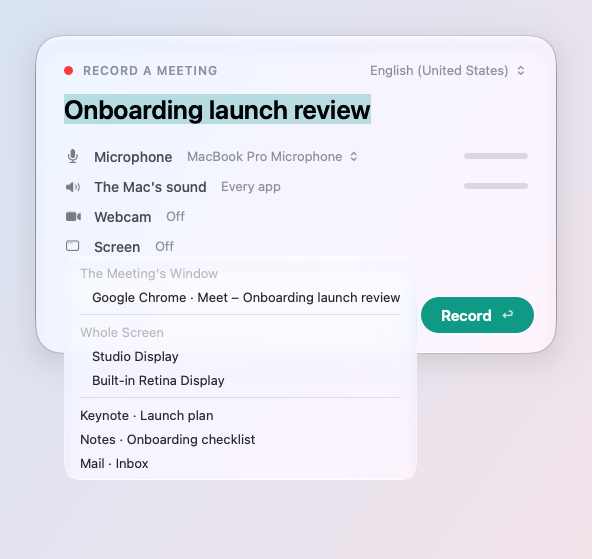 RECORD A MEETING
English (United States)
Onboarding launch review
Microphone MacBook Pro Microphone
The Mac's sound Every app
Webcam Off
Screen Off
The Meeting's Window
Google Chrome · Meet – Onboarding launch review
Record
Whole Screen
Studio Display
Built-in Retina Display
Keynote · Launch plan
Notes · Onboarding checklist
Mail · Inbox